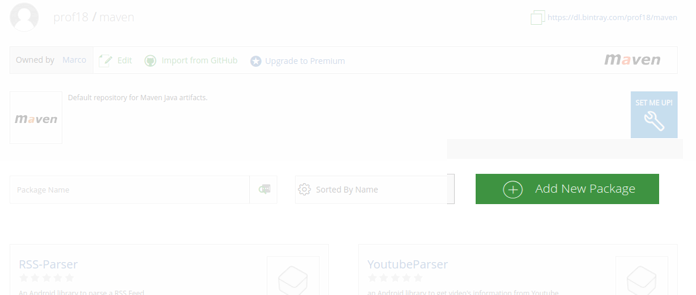 prof18 / maven
https://dl.bintray.com/prof18/maven
Owned by Marco Edit Import from GitHub Upgrade to Premium maven
Default repository for Maven Java artifacts.
SET ME UP!
maven
Package Name Sorted By Name Add New Package
RSS-Parser YoutubeParser
An Android library to parse a RSS Feed an Android library to get video's information from Youtube